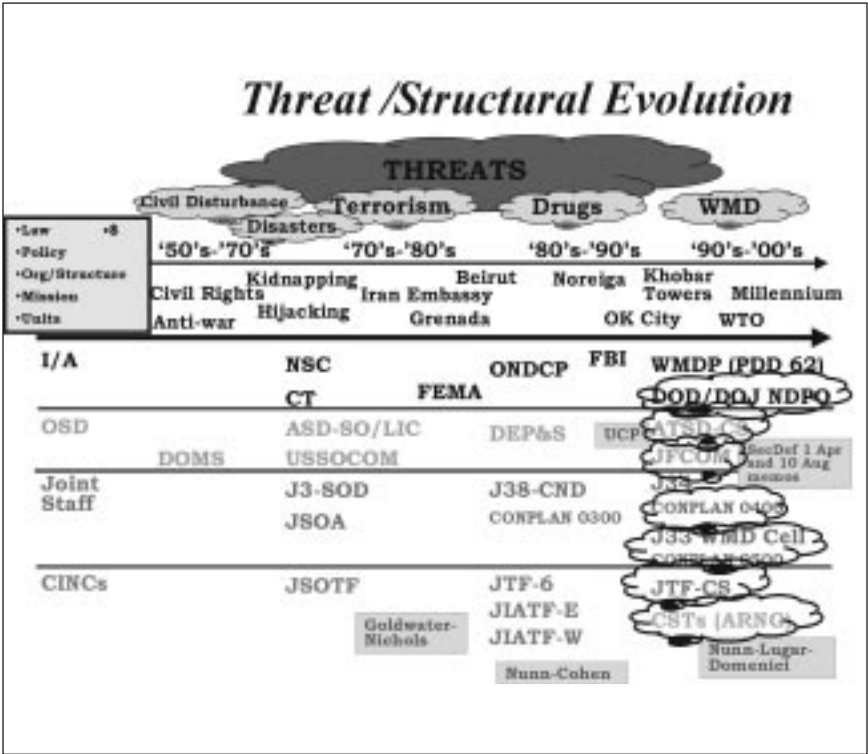 Threat /Structural Evolution
THREATS
Civil Disturbance
Disasters
Terrorism
Drugs
WMD
•Law •$
•Policy
•Org/Structure
•Mission
•Units
'50's-'70's '70's-'80's '80's-'90's '90's-'00's
Civil Rights
Anti-war
Kidnapping
Hijacking
Iran Embassy
Beirut
Grenada
Noreiga
OK City
Khobar
Towers
Millennium
WTO
I/A
NSC
CT
FEMA
ONDCP
FBI
WMDP (PDD 62)
DOD/DOJ NDPO
OSD
DOMS
ASD-SO/LIC
USSOCOM
DEP&S
UCP
ATSD-CS
JFCOM
SecDef 1 Apr
and 10 Aug
memos
Joint
Staff
J3-SOD
JSOA
J38-CND
CONPLAN 0300
CONPLAN 0400
J33 WMD Cell
CONPLAN
CINCs
JSOTF
Goldwater-
Nichols
JTF-6
JIATF-E
JIATF-W
Nunn-Cohen
JTF-CS
CSTs (ARNG)
Nunn-Lugar-
Domenici